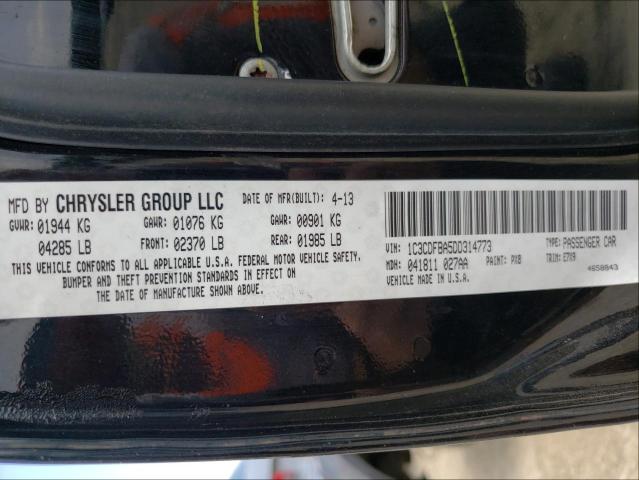 MFD BY CHRYSLER GROUP LLC DATE OF MFR(BUILT): 4-13
GVWR: 01944 KG GAWR: 01076 KG GAWR: 00901 KG
04285 LB FRONT: 02370 LB REAR: 01985 LB
THIS VEHICLE CONFORMS TO ALL APPLICABLE U.S.A. FEDERAL MOTOR VEHICLE SAFETY,
BUMPER AND THEFT PREVENTION STANDARDS IN EFFECT ON
THE DATE OF MANUFACTURE SHOWN ABOVE.
VIN: 1C3CDFBA5DD314773 TYPE: PASSENGER CAR
MDH: 041811 027AA PAINT: PX8 TRIM: E7X9
VEHICLE MADE IN U.S.A. 4658843